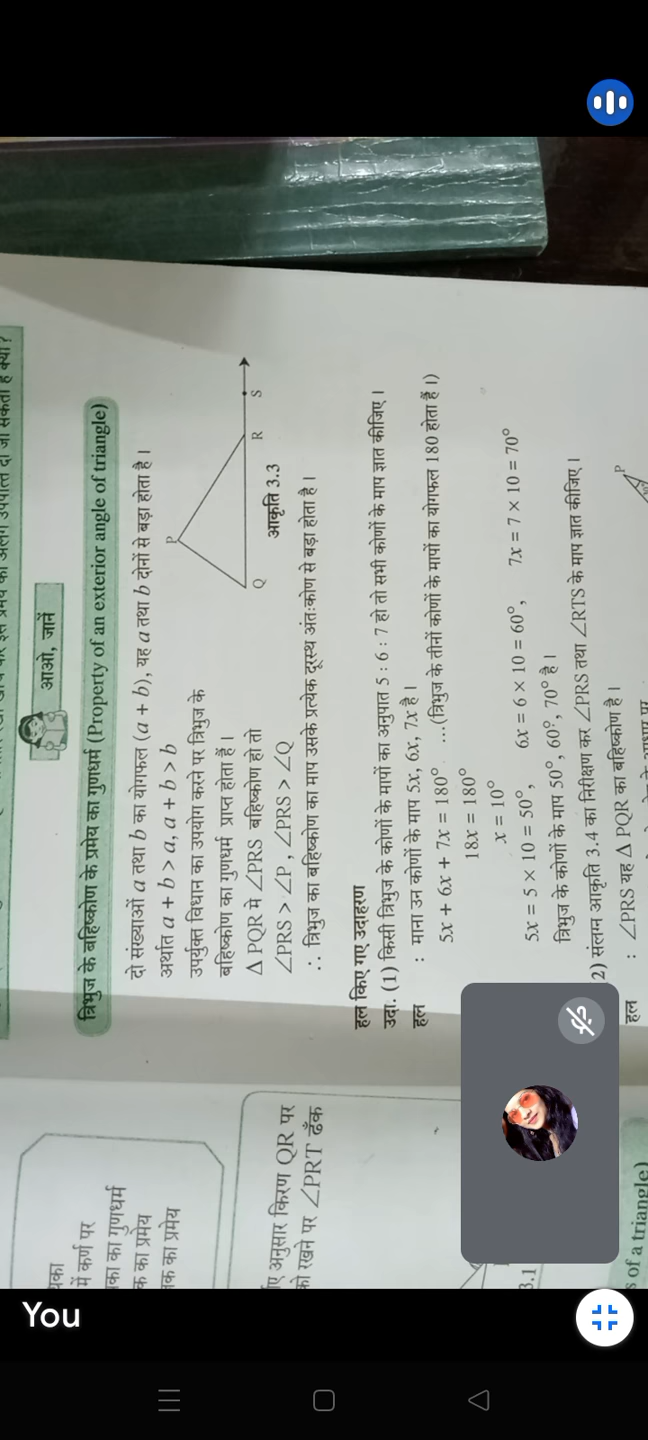 आओ, जानें
त्रिभुज के बहिष्कोण के प्रमेय का गुणधर्म (Property of an exterior angle of triangle)
दो संख्याओं a तथा b का योगफल (a + b), यह a तथा b दोनों से बड़ा होता है ।
अर्थात a + b > a, a + b > b
उपर्युक्त विधान का उपयोग करने पर त्रिभुज के
बहिष्कोण का गुणधर्म प्राप्त होता है ।
Δ PQR मे ∠PRS बहिष्कोण हो तो
∠PRS > ∠P , ∠PRS > ∠Q
P
Q
R
S
आकृति 3.3
∴ त्रिभुज का बहिष्कोण का माप उसके प्रत्येक दूरस्थ अंतःकोण से बड़ा होता है ।
हल किए गए उदाहरण
उदा. (1) किसी त्रिभुज के कोणों के मापों का अनुपात 5 : 6 : 7 हो तो सभी कोणों के माप ज्ञात कीजिए ।
हल : माना उन कोणों के माप 5x, 6x, 7x है ।
5x + 6x + 7x = 180° ...(त्रिभुज के तीनों कोणों के मापों का योगफल 180 होता हैं ।)
18x = 180°
x = 10°
5x = 5 × 10 = 50°, 6x = 6 × 10 = 60°, 7x = 7 × 10 = 70°
त्रिभुज के कोणों के माप 50°, 60°, 70° है ।
2) संलग्न आकृति 3.4 का निरीक्षण कर ∠PRS तथा ∠RTS के माप ज्ञात कीजिए ।
P
हल : ∠PRS यह Δ PQR का बहिष्कोण है ।
में कर्ण पर
का गुणधर्म
का प्रमेय
का प्रमेय
अनुसार किरण QR पर
को रखने पर ∠PRT ढँक
3.1
s of a triangle)
You